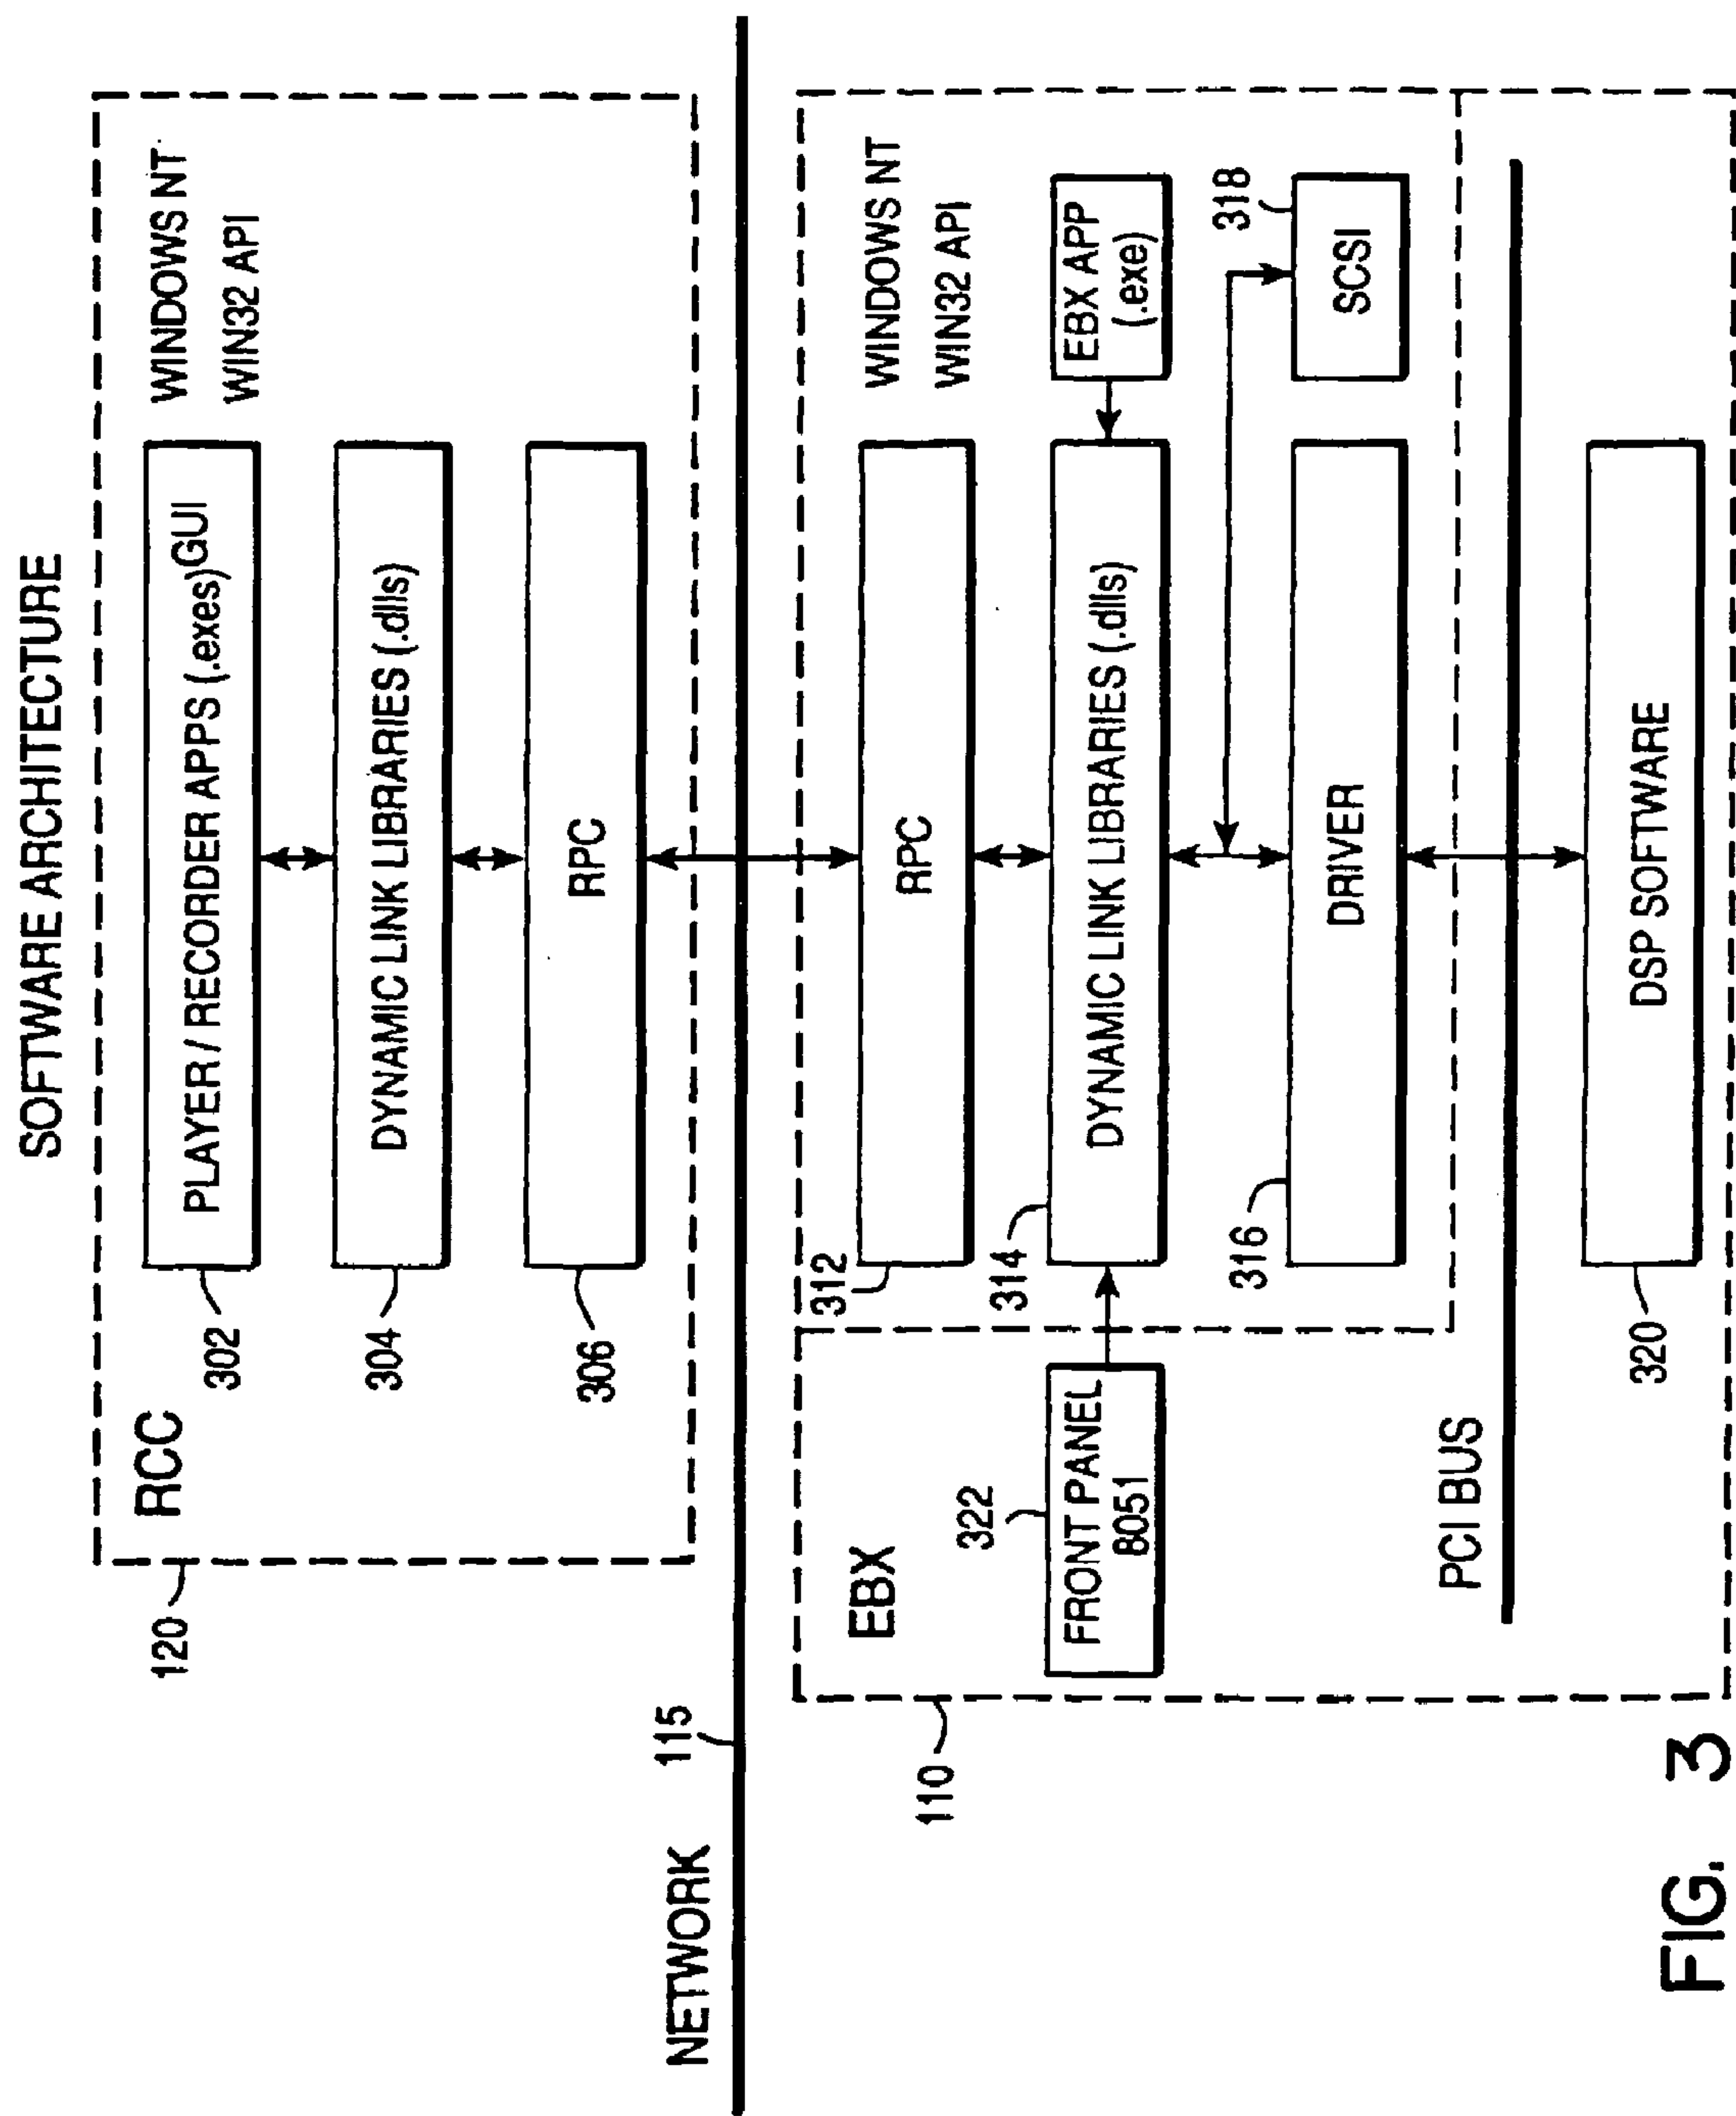 SOFTWARE ARCHITECTURE
120
RCC
WINDOWS NT
WIN32 API
302
PLAYER / RECORDER APPS (.exes) GUI
304
DYNAMIC LINK LIBRARIES (.dlls)
306
RPC
NETWORK
115
110
EBX
WINDOWS NT
WIN32 API
312
RPC
322
FRONT PANEL
8051
314
DYNAMIC LINK LIBRARIES (.dlls)
EBX APP
(.exe)
316
DRIVER
318
SCSI
PCI BUS
320
DSP SOFTWARE
FIG. 3